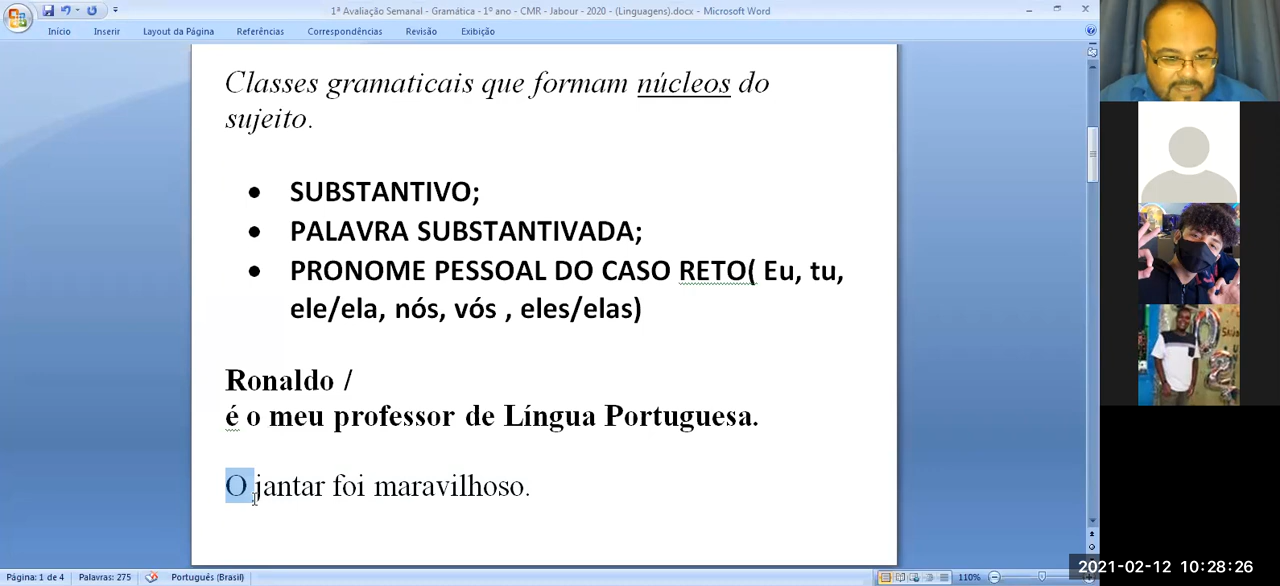 1ª Avaliação Semanal - Gramática - 1º ano - CMR - Jabour - 2020 - (Linguagens).docx - Microsoft Word
Início Inserir Layout da Página Referências Correspondências Revisão Exibição
Classes gramaticais que formam núcleos do
sujeito.
• SUBSTANTIVO;
• PALAVRA SUBSTANTIVADA;
• PRONOME PESSOAL DO CASO RETO( Eu, tu,
ele/ela, nós, vós , eles/elas)
Ronaldo /
é o meu professor de Língua Portuguesa.
O jantar foi maravilhoso.
Página: 1 de 4 Palavras: 275 Português (Brasil) 110%
2021-02-12 10:28:26